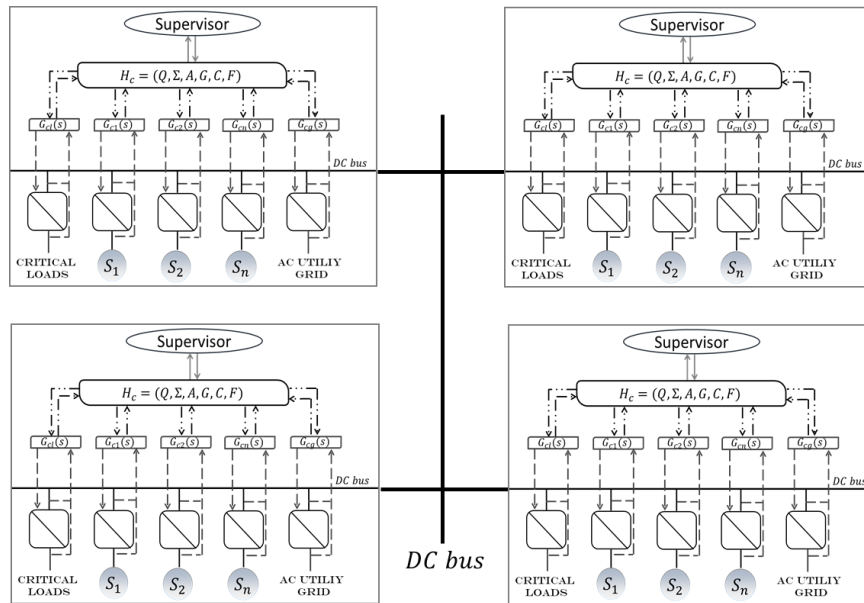 Supervisor
H_c = (Q, Σ, A, G, C, F)
G_cl(s) G_c1(s) G_c2(s) G_cn(s) G_cg(s)
DC bus
CRITICAL LOADS
S_1 S_2 S_n
AC UTILIY GRID
Supervisor
H_c = (Q, Σ, A, G, C, F)
G_cl(s) G_c1(s) G_c2(s) G_cn(s) G_cg(s)
DC bus
CRITICAL LOADS
S_1 S_2 S_n
AC UTILIY GRID
Supervisor
H_c = (Q, Σ, A, G, C, F)
G_cl(s) G_c1(s) G_c2(s) G_cn(s) G_cg(s)
DC bus
CRITICAL LOADS
S_1 S_2 S_n
AC UTILIY GRID
Supervisor
H_c = (Q, Σ, A, G, C, F)
G_cl(s) G_c1(s) G_c2(s) G_cn(s) G_cg(s)
DC bus
CRITICAL LOADS
S_1 S_2 S_n
AC UTILIY GRID
DC bus